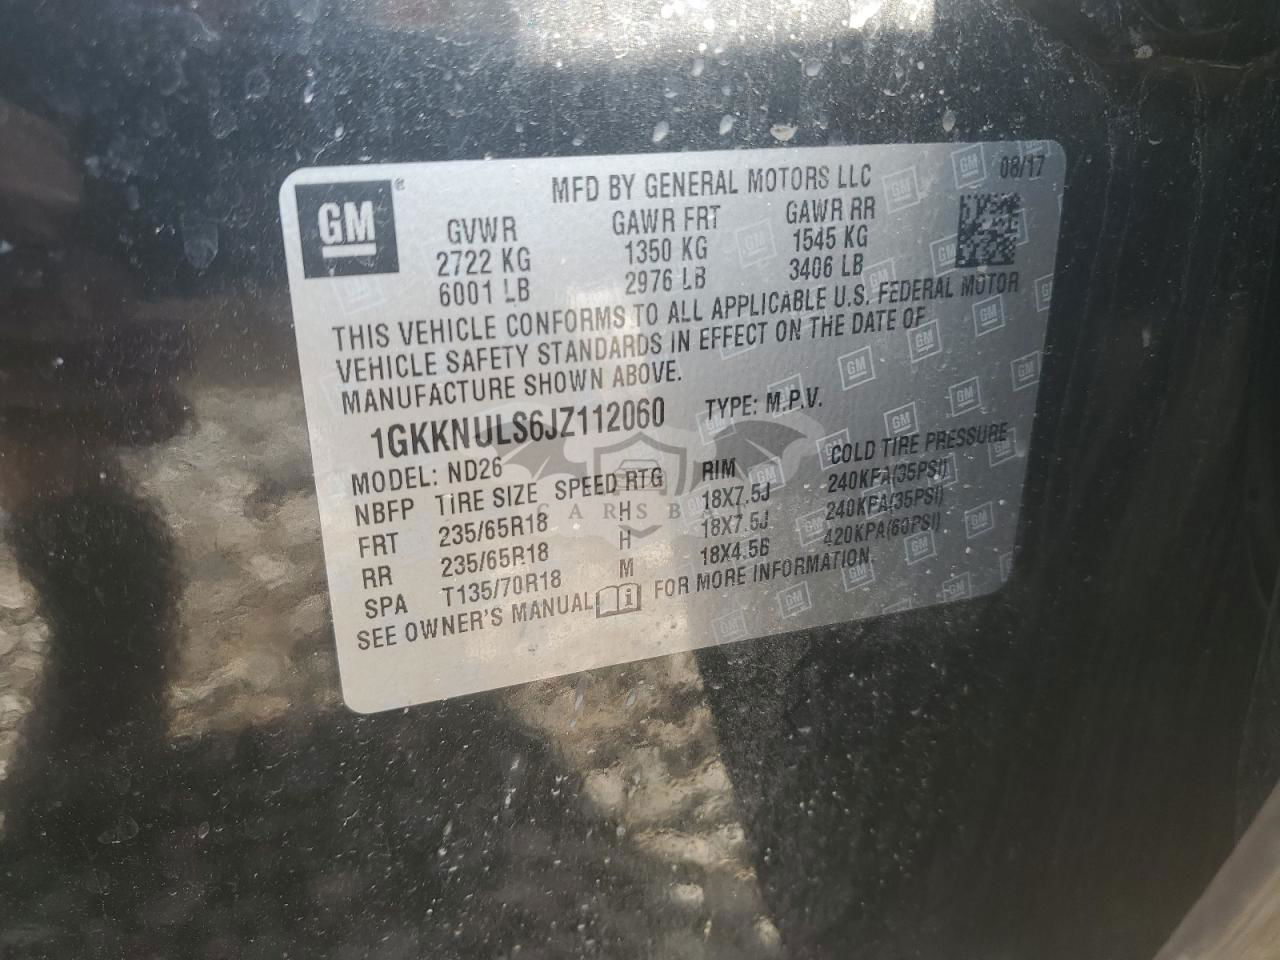 GM® MFD BY GENERAL MOTORS LLC 08/17
GVWR GAWR FRT GAWR RR
2722 KG 1350 KG 1545 KG
6001 LB 2976 LB 3406 LB
THIS VEHICLE CONFORMS TO ALL APPLICABLE U.S. FEDERAL MOTOR
VEHICLE SAFETY STANDARDS IN EFFECT ON THE DATE OF
MANUFACTURE SHOWN ABOVE.
1GKKNULS6JZ112060 TYPE: M.P.V.
MODEL: ND26
NBFP TIRE SIZE SPEED RTG RIM COLD TIRE PRESSURE
FRT 235/65R18 H 18X7.5J 240KPA(35PSI)
RR 235/65R18 H 18X7.5J 240KPA(35PSI)
SPA T135/70R18 M 18X4.5B 420KPA(60PSI)
SEE OWNER'S MANUAL FOR MORE INFORMATION.